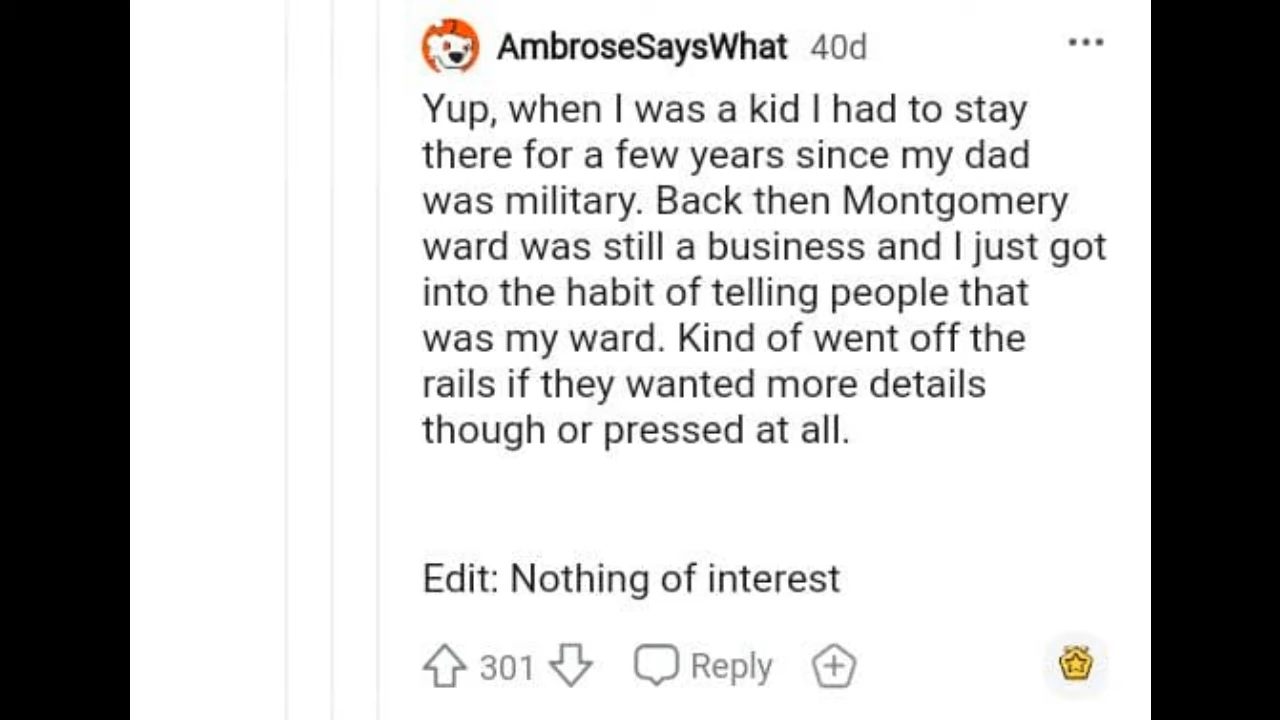 AmbroseSaysWhat 40d
Yup, when I was a kid I had to stay
there for a few years since my dad
was military. Back then Montgomery
ward was still a business and I just got
into the habit of telling people that
was my ward. Kind of went off the
rails if they wanted more details
though or pressed at all.
Edit: Nothing of interest
301 Reply